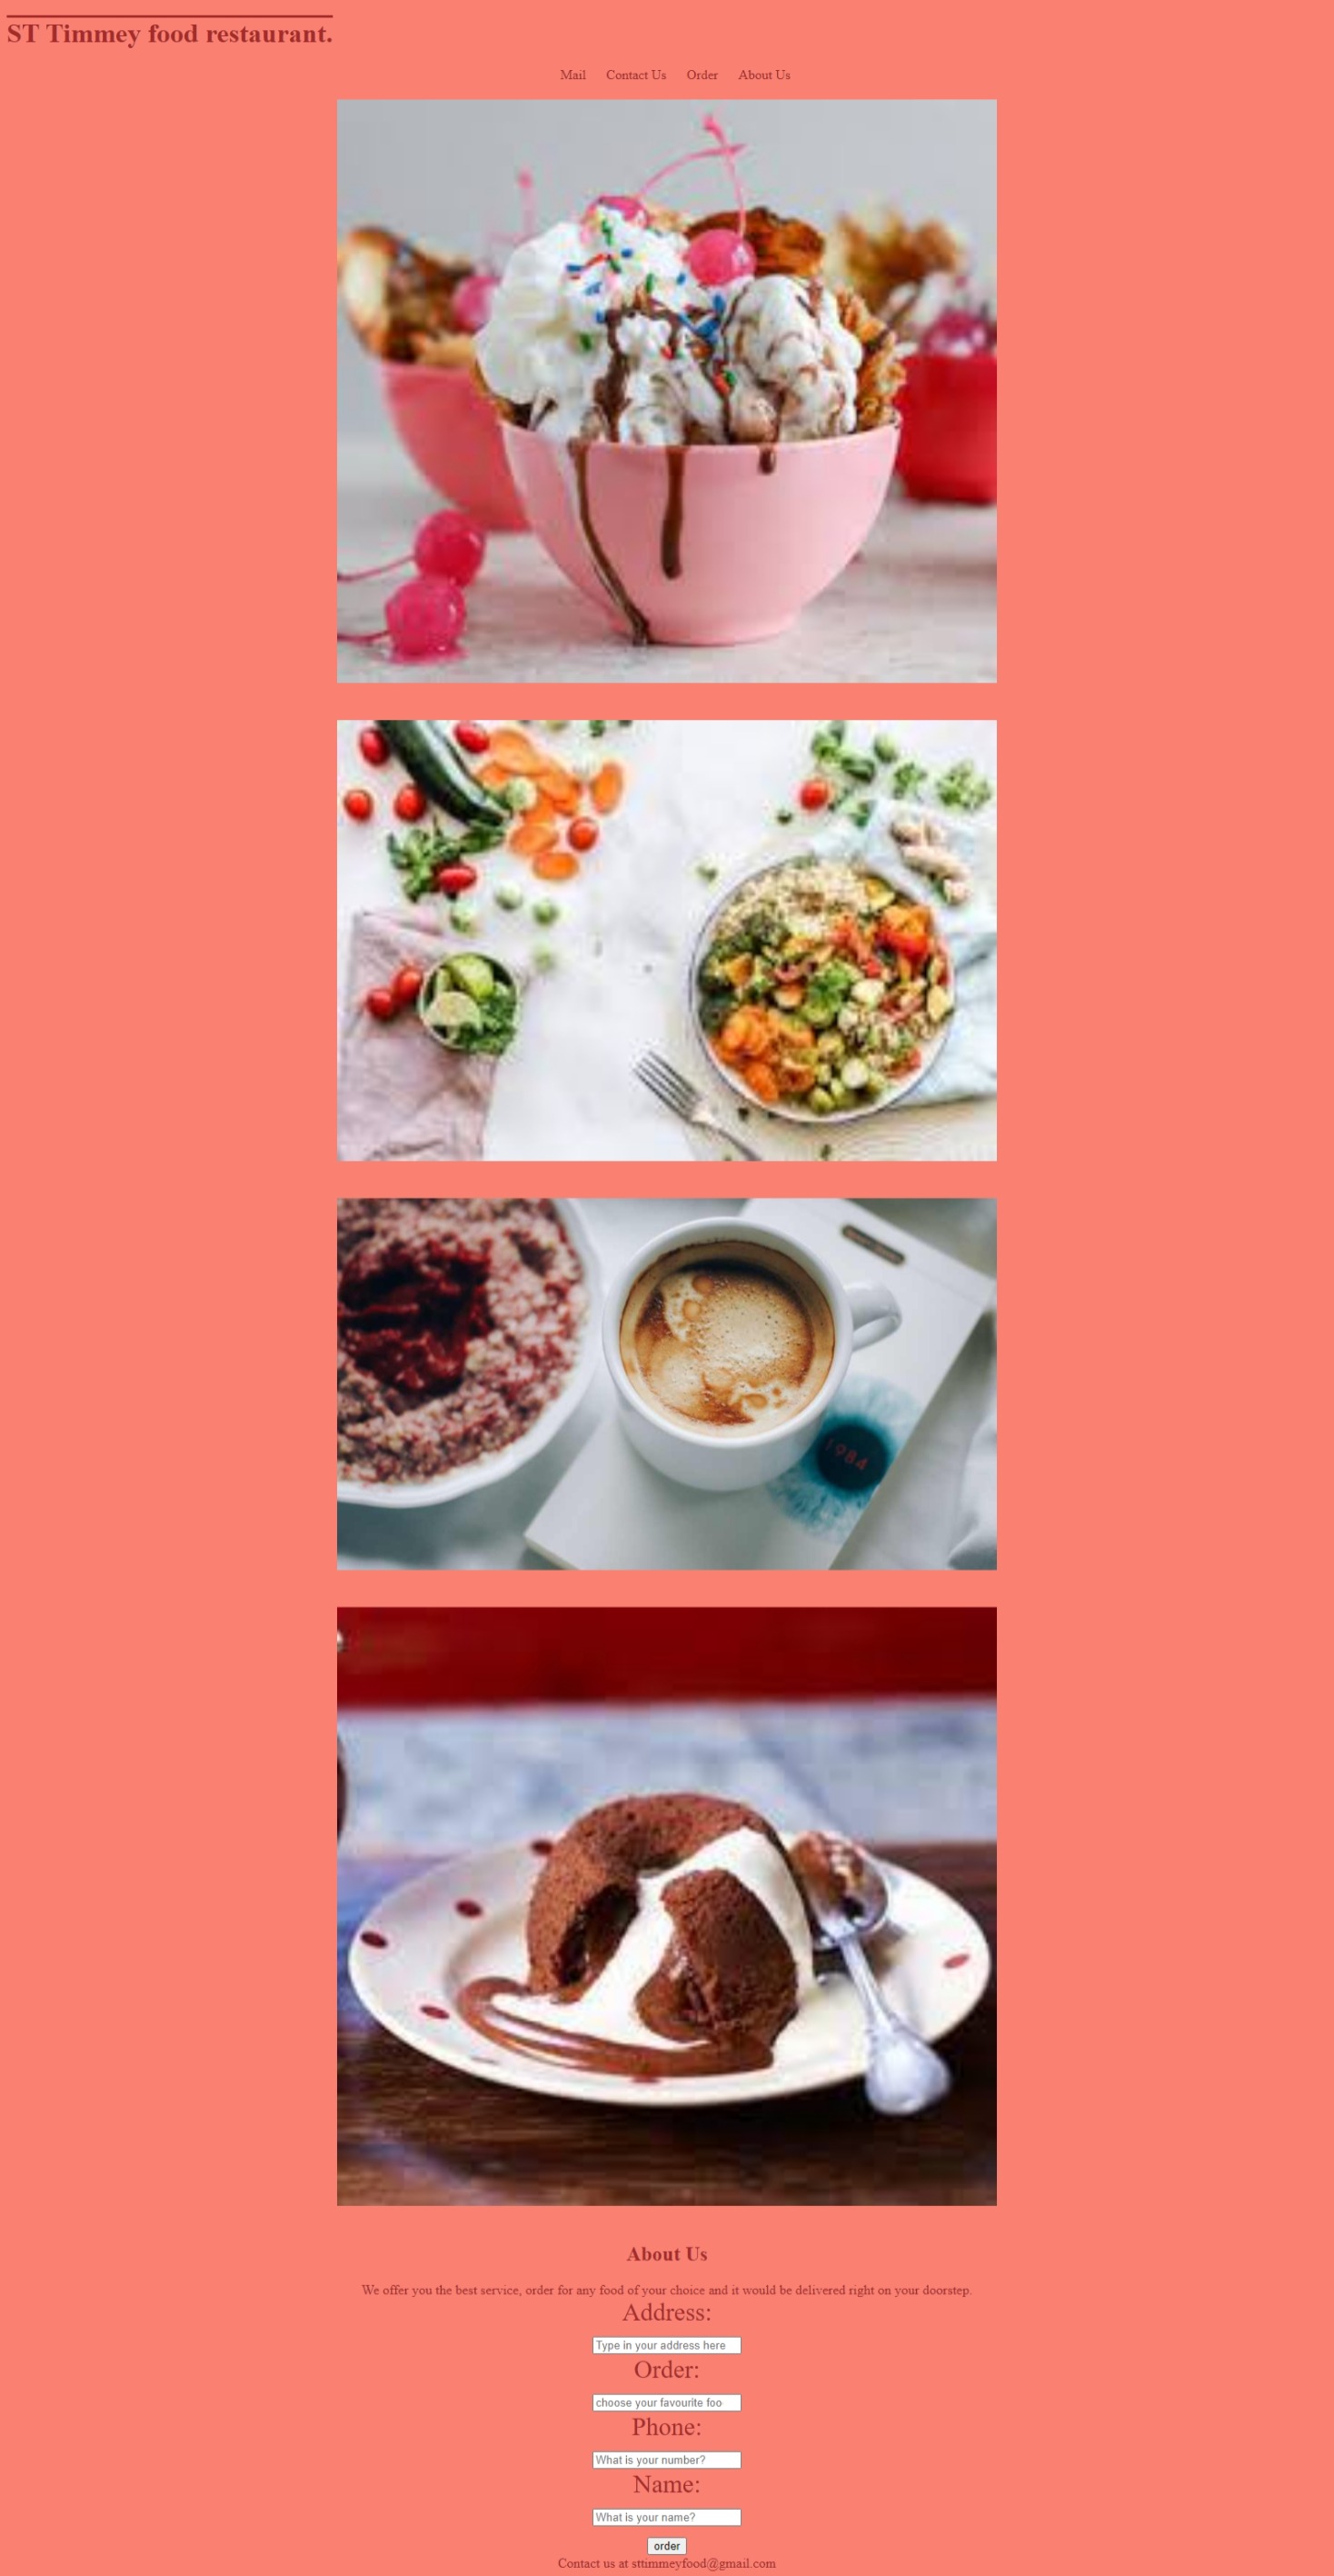 ST Timmey food restaurant.
Mail Contact Us Order About Us
1984
About Us
We offer you the best service, order for any food of your choice and it would be delivered right on your doorstep.
Address:
Type in your address here
Order:
choose your favourite foo
Phone:
What is your number?
Name:
What is your name?
order
Contact us at sttimmeyfood@gmail.com